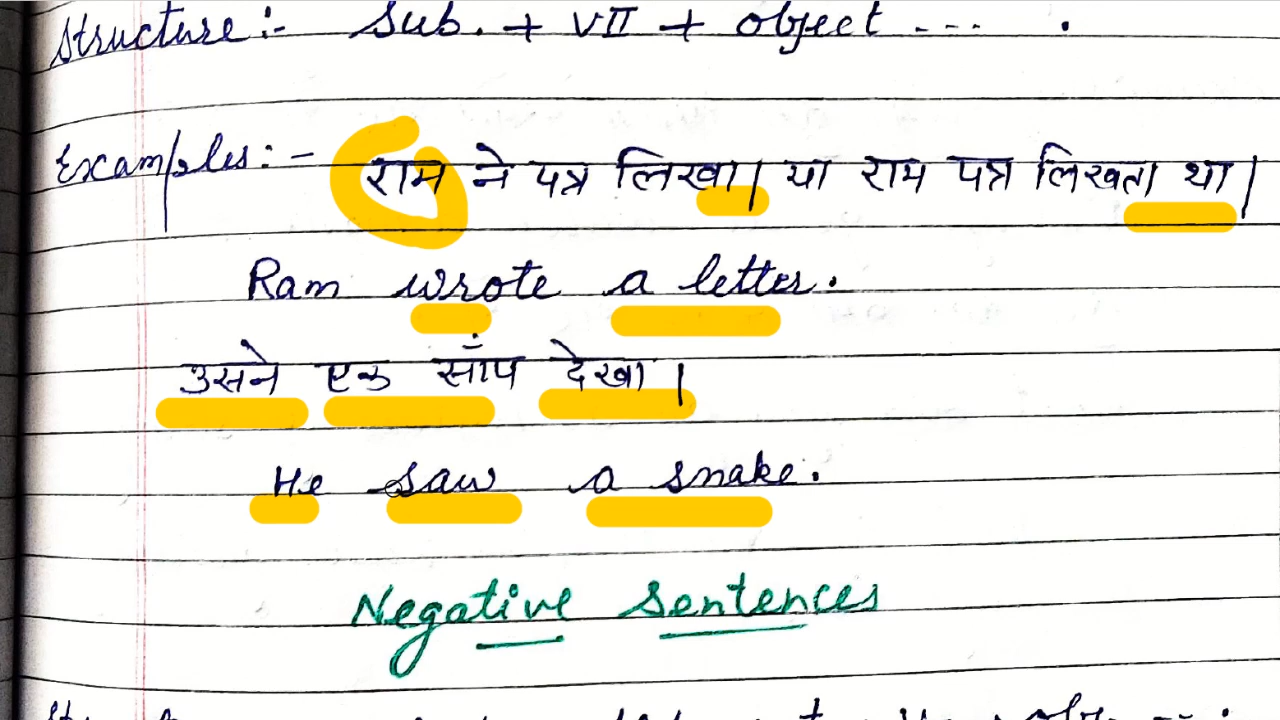 Structure:- Sub. + VII + object ---- .
Examples:- राम ने पत्र लिखा। या राम पत्र लिखता था।
Ram wrote a letter.
उसने एक साँप देखा।
He saw a snake.
Negative Sentences